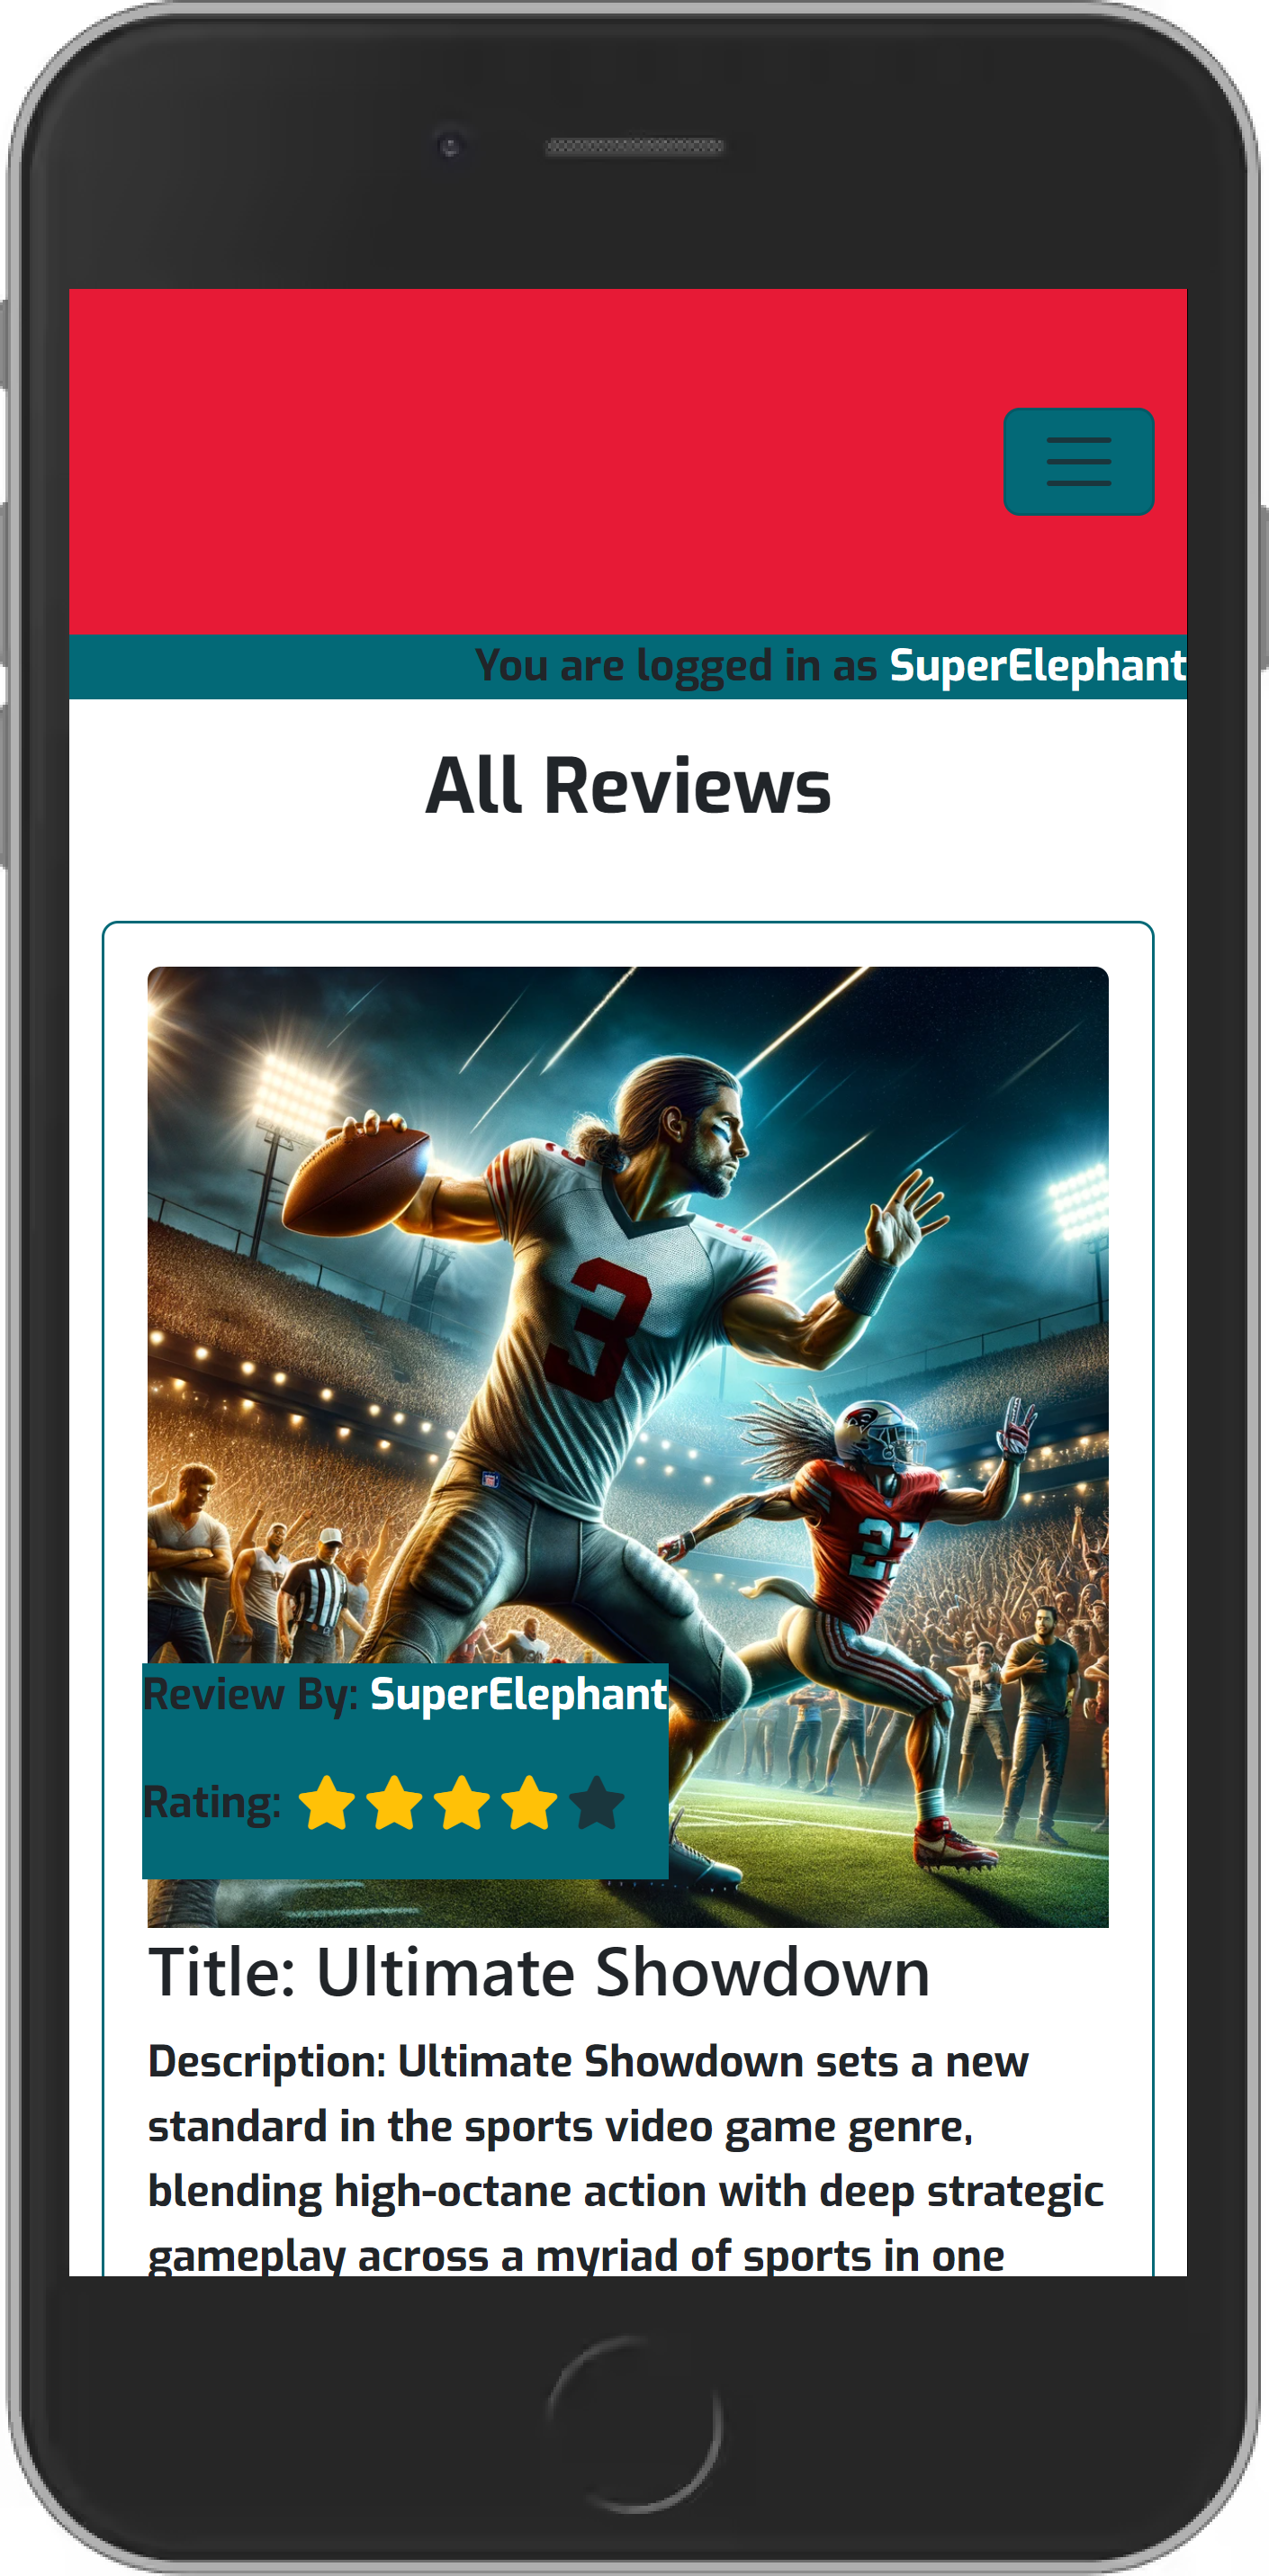 You are logged in as SuperElephant
All Reviews
3
3
27
Review By: SuperElephant
Rating:
Title: Ultimate Showdown
Description: Ultimate Showdown sets a new
standard in the sports video game genre,
blending high-octane action with deep strategic
gameplay across a myriad of sports in one